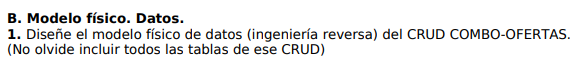 B. Modelo físico. Datos.
1. Diseñe el modelo físico de datos (ingeniería reversa) del CRUD COMBO-OFERTAS.
(No olvide incluir todos las tablas de ese CRUD)